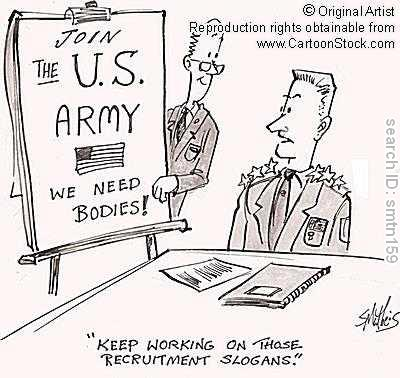 © Original Artist
Reproduction rights obtainable from
www.CartoonStock.com
JOIN
THE U.S.
ARMY
WE NEED
BODIES!
search ID: smtn159
"KEEP WORKING ON THOSE
RECRUITMENT SLOGANS."